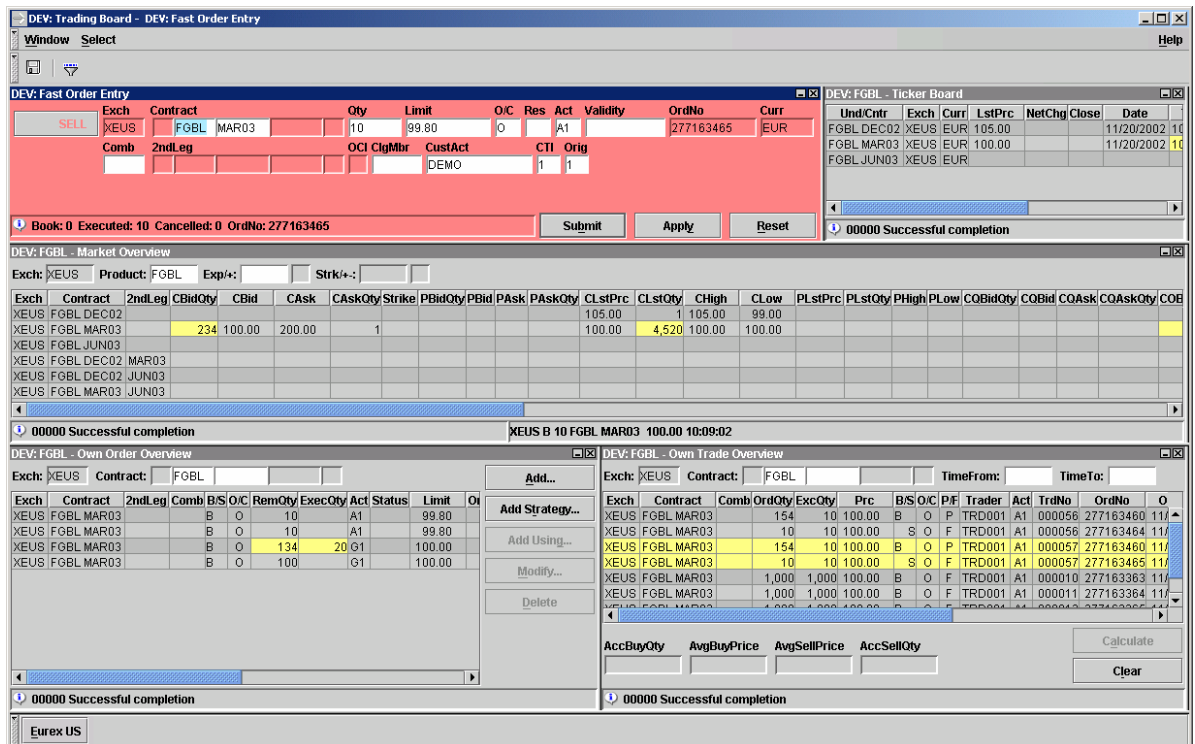 DEV: Trading Board - DEV: Fast Order Entry
Window Select Help
DEV: Fast Order Entry
Exch Contract Qty Limit O/C Res Act Validity OrdNo Curr
SELL XEUS FGBL MAR03 10 99.80 O A1 277163465 EUR
Comb 2ndLeg OCI ClgMbr CustAct CTI Orig
DEMO 1 1
Book: 0 Executed: 10 Cancelled: 0 OrdNo: 277163465 Submit Apply Reset
DEV: FGBL - Ticker Board
Und/Cntr Exch Curr LstPrc NetChg Close Date
FGBL DEC02 XEUS EUR 105.00 11/20/2002 10
FGBL MAR03 XEUS EUR 100.00 11/20/2002 10
FGBL JUN03 XEUS EUR
00000 Successful completion
DEV: FGBL - Market Overview
Exch: XEUS Product: FGBL Exp/+: Strk/+-:
Exch Contract 2ndLeg CBidQty CBid CAsk CAskQty Strike PBidQty PBid PAsk PAskQty CLstPrc CLstQty CHigh CLow PLstPrc PLstQty PHigh PLow CQBidQty CQBid CQAsk CQAskQty COB
XEUS FGBL DEC02 105.00 1 105.00 99.00
XEUS FGBL MAR03 234 100.00 200.00 1 100.00 4,520 100.00 100.00
XEUS FGBL JUN03
XEUS FGBL DEC02 MAR03
XEUS FGBL DEC02 JUN03
XEUS FGBL MAR03 JUN03
00000 Successful completion XEUS B 10 FGBL MAR03 100.00 10:09:02
DEV: FGBL - Own Order Overview
Exch: XEUS Contract: FGBL
Exch Contract 2ndLeg Comb B/S O/C RemQty ExecQty Act Status Limit
XEUS FGBL MAR03 B O 10 A1 99.80
XEUS FGBL MAR03 B O 10 A1 99.80
XEUS FGBL MAR03 B O 134 20 G1 100.00
XEUS FGBL MAR03 B O 100 G1 100.00
Add...
Add Strategy...
Add Using...
Modify...
Delete
00000 Successful completion
DEV: FGBL - Own Trade Overview
Exch: XEUS Contract: FGBL TimeFrom: TimeTo:
Exch Contract Comb OrdQty ExcQty Prc B/S O/C P/F Trader Act TrdNo OrdNo O
XEUS FGBL MAR03 154 10 100.00 B O P TRD001 A1 000056 277163460 11/
XEUS FGBL MAR03 10 10 100.00 S O F TRD001 A1 000056 277163464 11/
XEUS FGBL MAR03 154 10 100.00 B O P TRD001 A1 000057 277163460 11/
XEUS FGBL MAR03 10 10 100.00 S O F TRD001 A1 000057 277163465 11/
XEUS FGBL MAR03 1,000 1,000 100.00 B O F TRD001 A1 000010 277163363 11/
XEUS FGBL MAR03 1,000 1,000 100.00 B O F TRD001 A1 000011 277163364 11/
AccBuyQty AvgBuyPrice AvgSellPrice AccSellQty
Calculate
Clear
00000 Successful completion
Eurex US